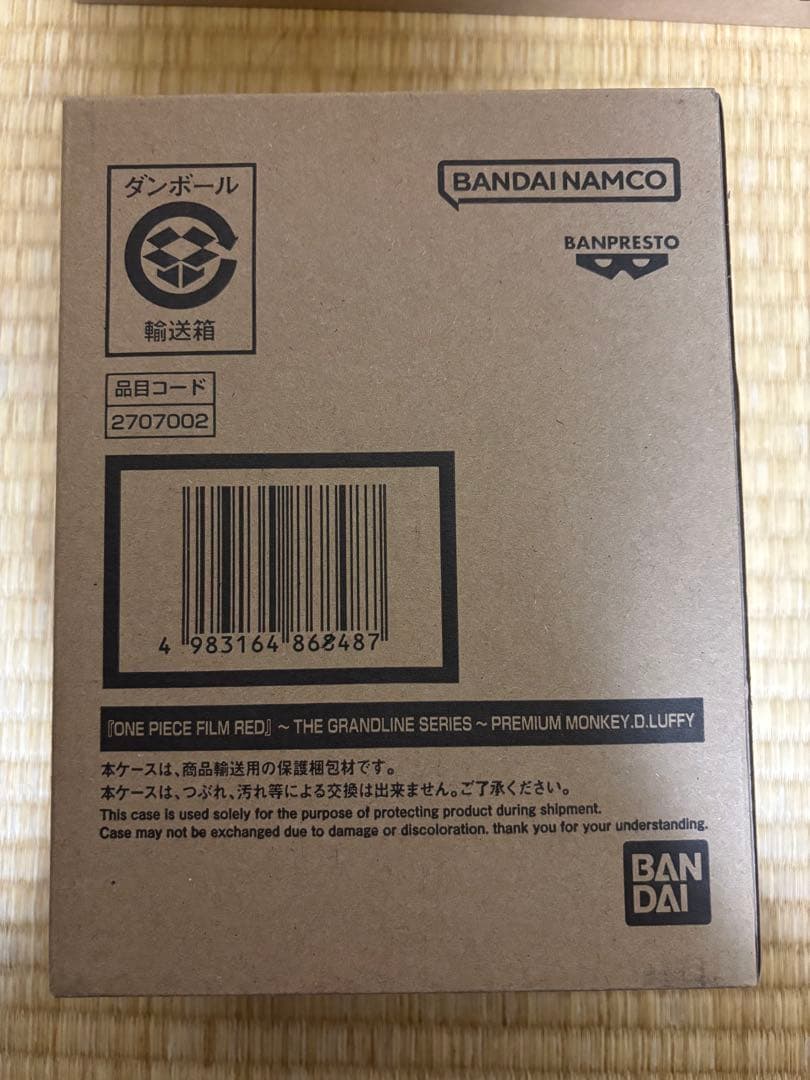 ダンボール
輸送箱
BANDAI NAMCO
BANPRESTO
品目コード
2707002
4 983164 868487
『ONE PIECE FILM RED』～THE GRANDLINE SERIES～PREMIUM MONKEY.D.LUFFY
本ケースは、商品輸送用の保護梱包材です。
本ケースは、つぶれ、汚れ等による交換は出来ません。ご了承ください。
This case is used solely for the purpose of protecting product during shipment.
Case may not be exchanged due to damage or discoloration. thank you for your understanding.
BAN
DAI